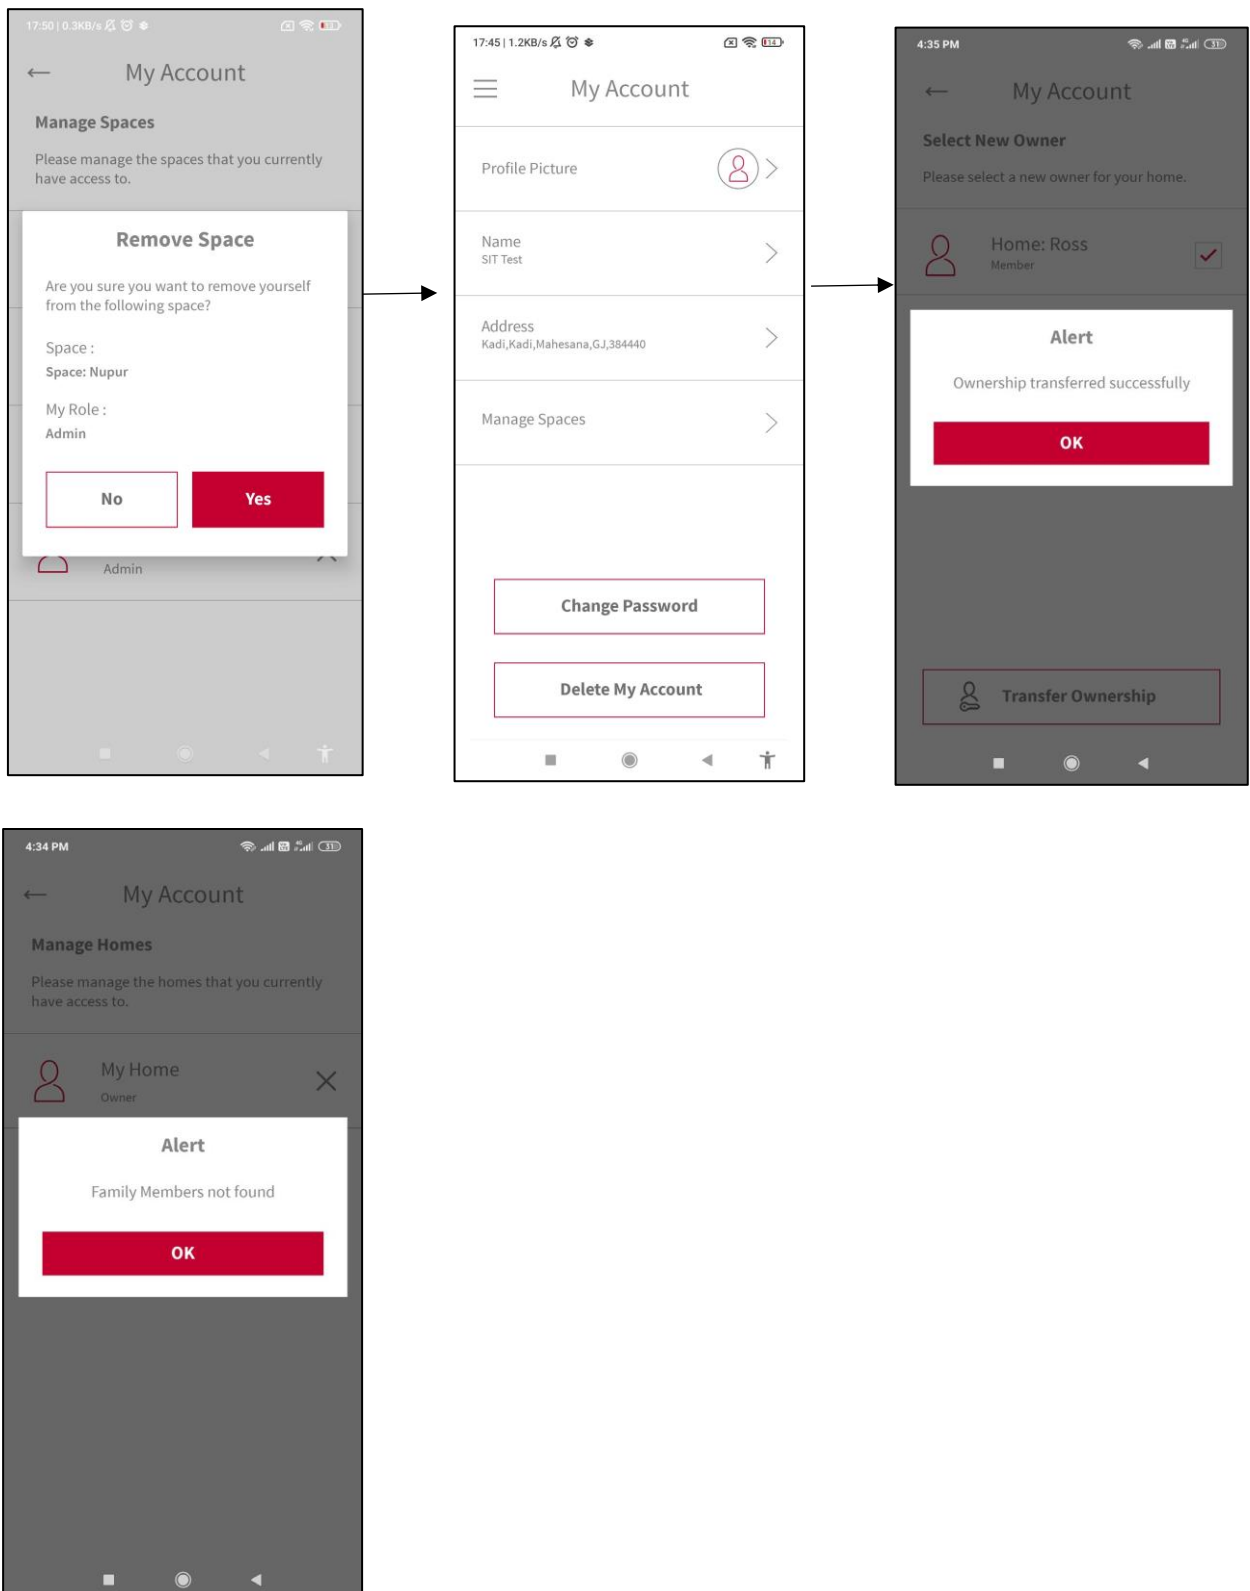 17:50 | 0.3KB/s
My Account
Manage Spaces
Please manage the spaces that you currently
have access to.
Remove Space
Are you sure you want to remove yourself
from the following space?
Space :
Space: Nupur
My Role :
Admin
No
Yes
Admin
17:45 | 1.2KB/s
14
My Account
Profile Picture
Name
SIT Test
Address
Kadi,Kadi,Mahesana,GJ,384440
Manage Spaces
Change Password
Delete My Account
4:35 PM
31
My Account
Select New Owner
Please select a new owner for your home.
Home: Ross
Member
Alert
Ownership transferred successfully
OK
Transfer Ownership
4:34 PM
31
My Account
Manage Homes
Please manage the homes that you currently
have access to.
My Home
Owner
Alert
Family Members not found
OK